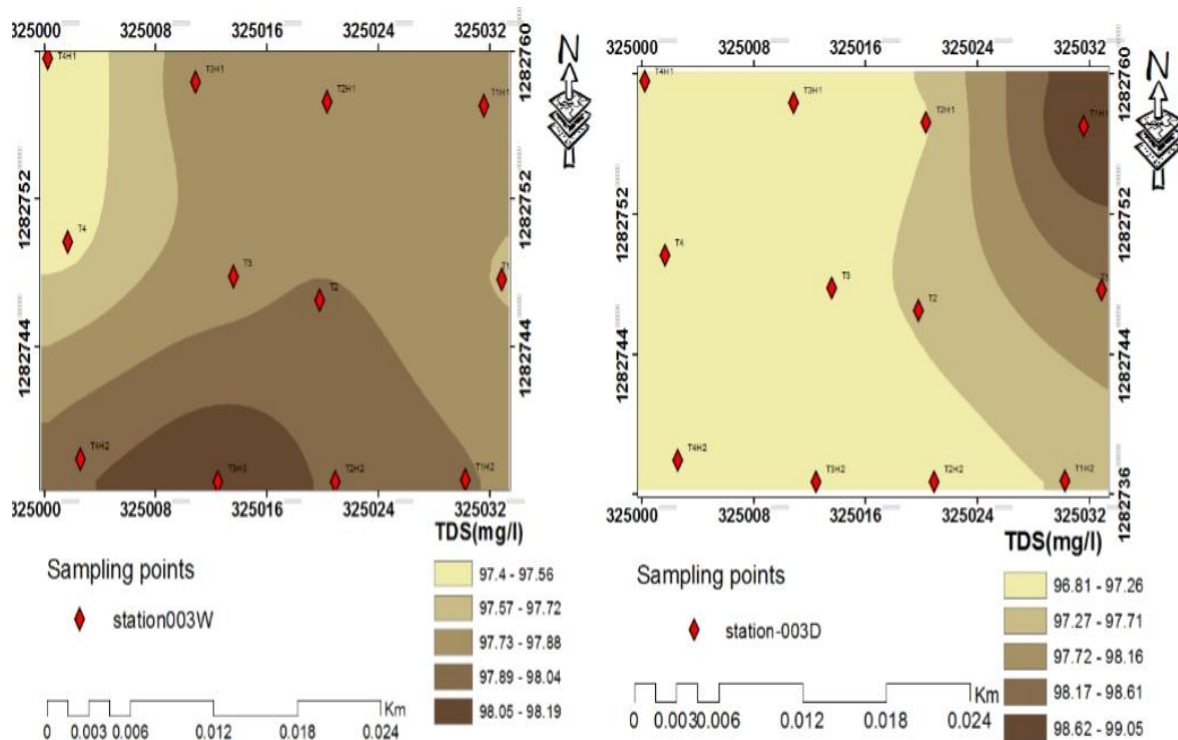 325000 325008 325016 325024 325032
1282760
1282752
1282744
T4H1
T3H1
T2H1
T1H1
T4
T3
T2
T1
T4H2
T2H2
T1H2
1282760
1282752
1282744
1282736
325000 325008 325016 325024 325032
N
TDS(mg/l)
Sampling points
station003W
97.4 - 97.56
97.57 - 97.72
97.73 - 97.88
97.89 - 98.04
98.05 - 98.19
Km
0 0.003 0.006 0.012 0.018 0.024
325000 325008 325016 325024 325032
1282752
1282744
T4H1
T3H1
T2H1
T1H1
T4
T3
T2
T4H2
T3H2
T2H2
T1H2
1282760
1282752
1282744
1282736
325000 325008 325016 325024 325032
N
TDS(mg/l)
Sampling points
station-003D
96.81 - 97.26
97.27 - 97.71
97.72 - 98.16
98.17 - 98.61
98.62 - 99.05
Km
0 0.003 0.006 0.012 0.018 0.024